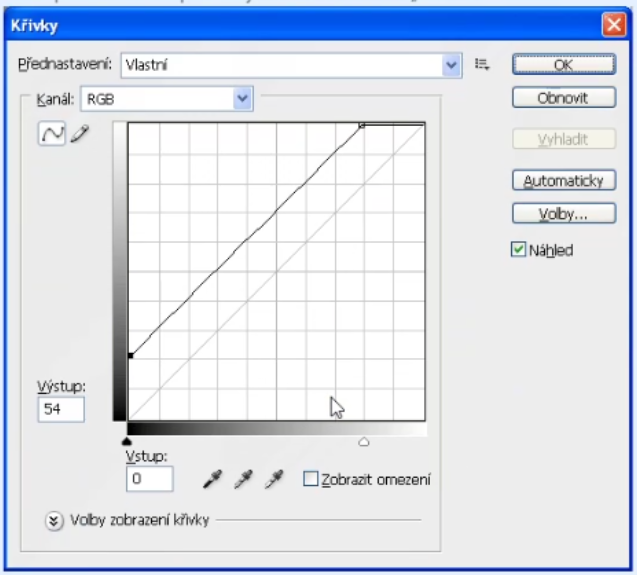 Křivky
Přednastavení: Vlastní
OK
Kanál: RGB
Obnovit
Vyhladit
Automaticky
Volby...
Náhled
Výstup:
54
Vstup:
0
Zobrazit omezení
Volby zobrazení křivky